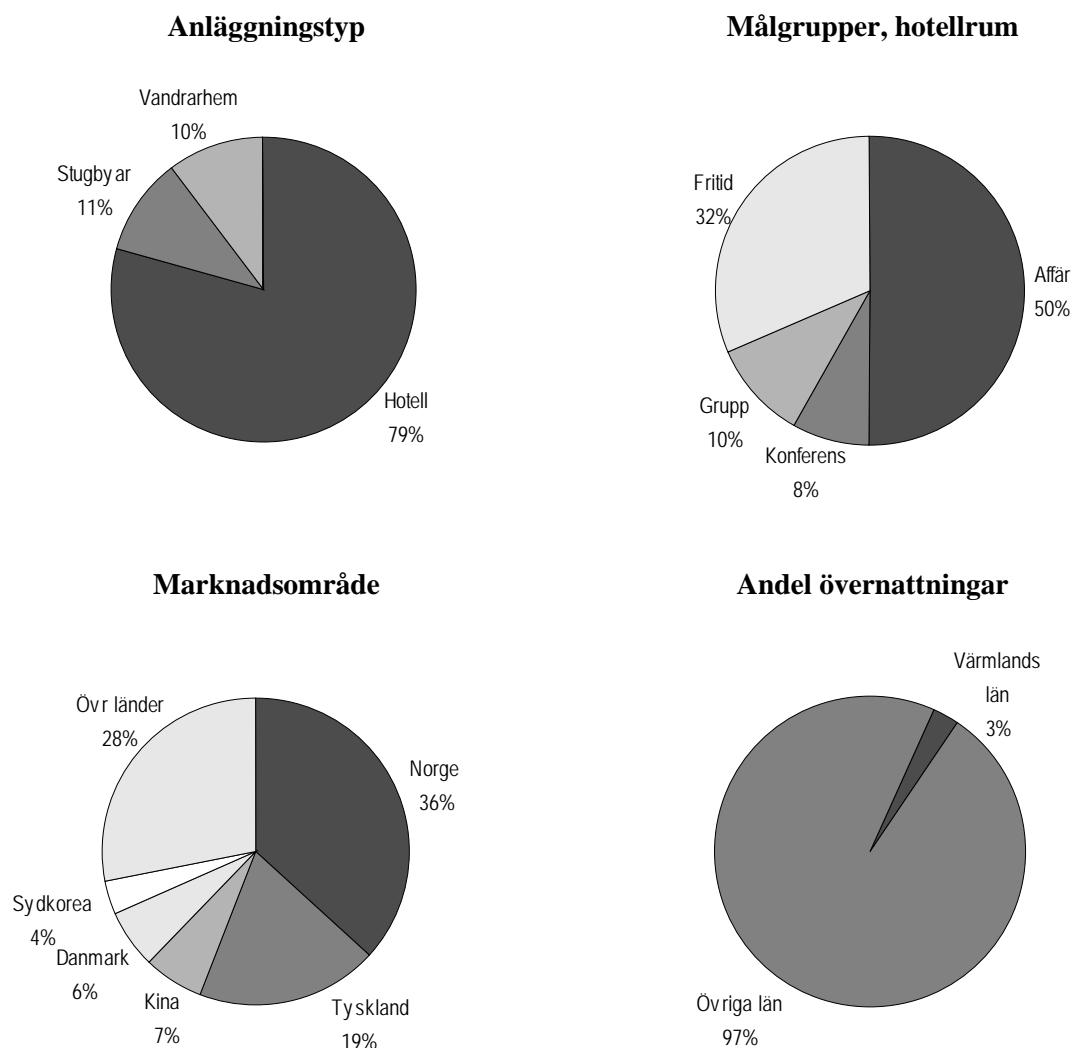 Anläggningstyp
Vandrarhem
10%
Stugbyar
11%
Hotell
79%
Målgrupper, hotellrum
Fritid
32%
Affär
50%
Grupp
10%
Konferens
8%
Marknadsområde
Övr länder
28%
Norge
36%
Sydkorea
4%
Danmark
6%
Kina
7%
Tyskland
19%
Andel övernattningar
Värmlands
län
3%
Övriga län
97%